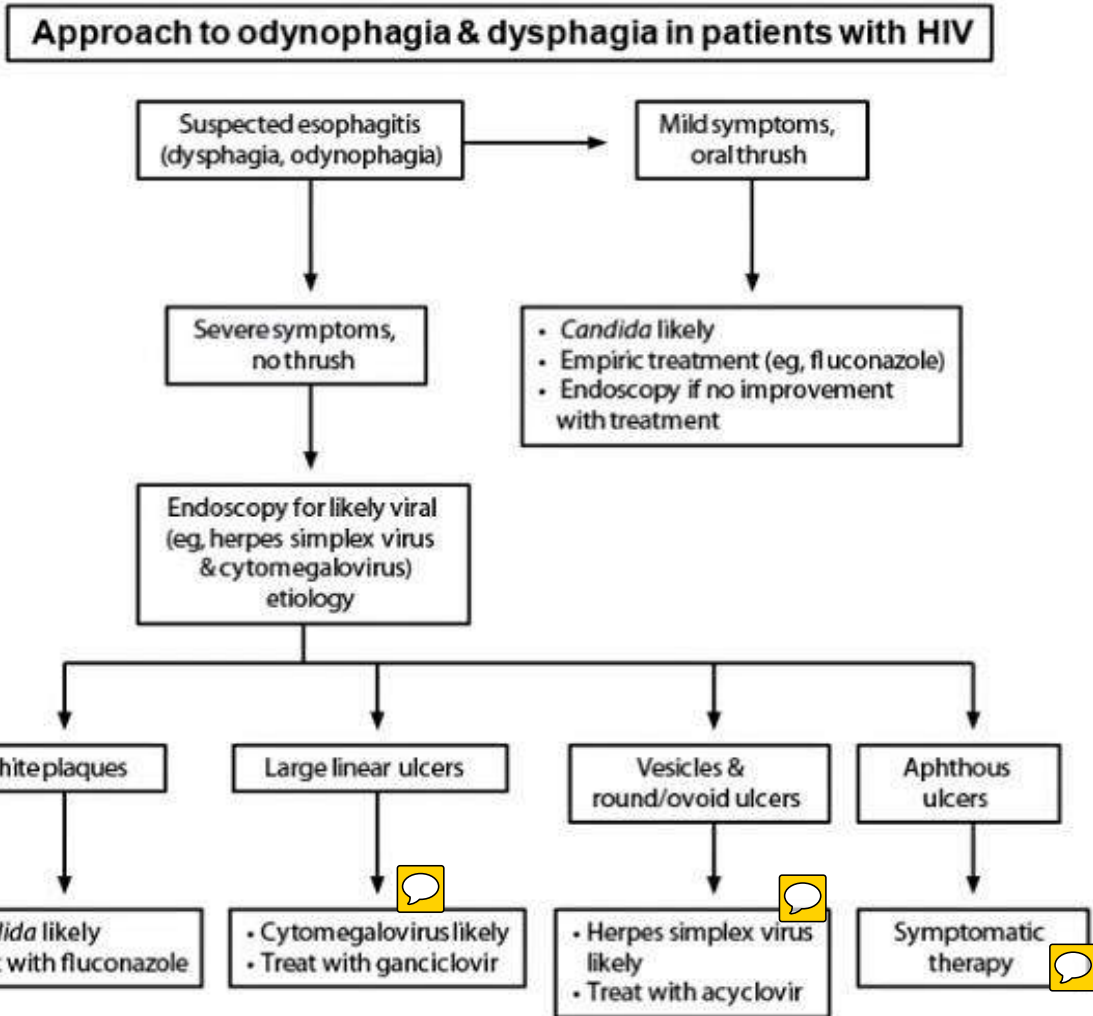 Approach to odynophagia & dysphagia in patients with HIV
Suspected esophagitis
(dysphagia, odynophagia)
Mild symptoms,
oral thrush
Severe symptoms,
no thrush
• Candida likely
• Empiric treatment (eg, fluconazole)
• Endoscopy if no improvement
with treatment
Endoscopy for likely viral
(eg, herpes simplex virus
& cytomegalovirus)
etiology
plaques
Large linear ulcers
Vesicles &
round/ovoid ulcers
Aphthous
ulcers
likely
with fluconazole
• Cytomegalovirus likely
• Treat with ganciclovir
• Herpes simplex virus
likely
• Treat with acyclovir
Symptomatic
therapy